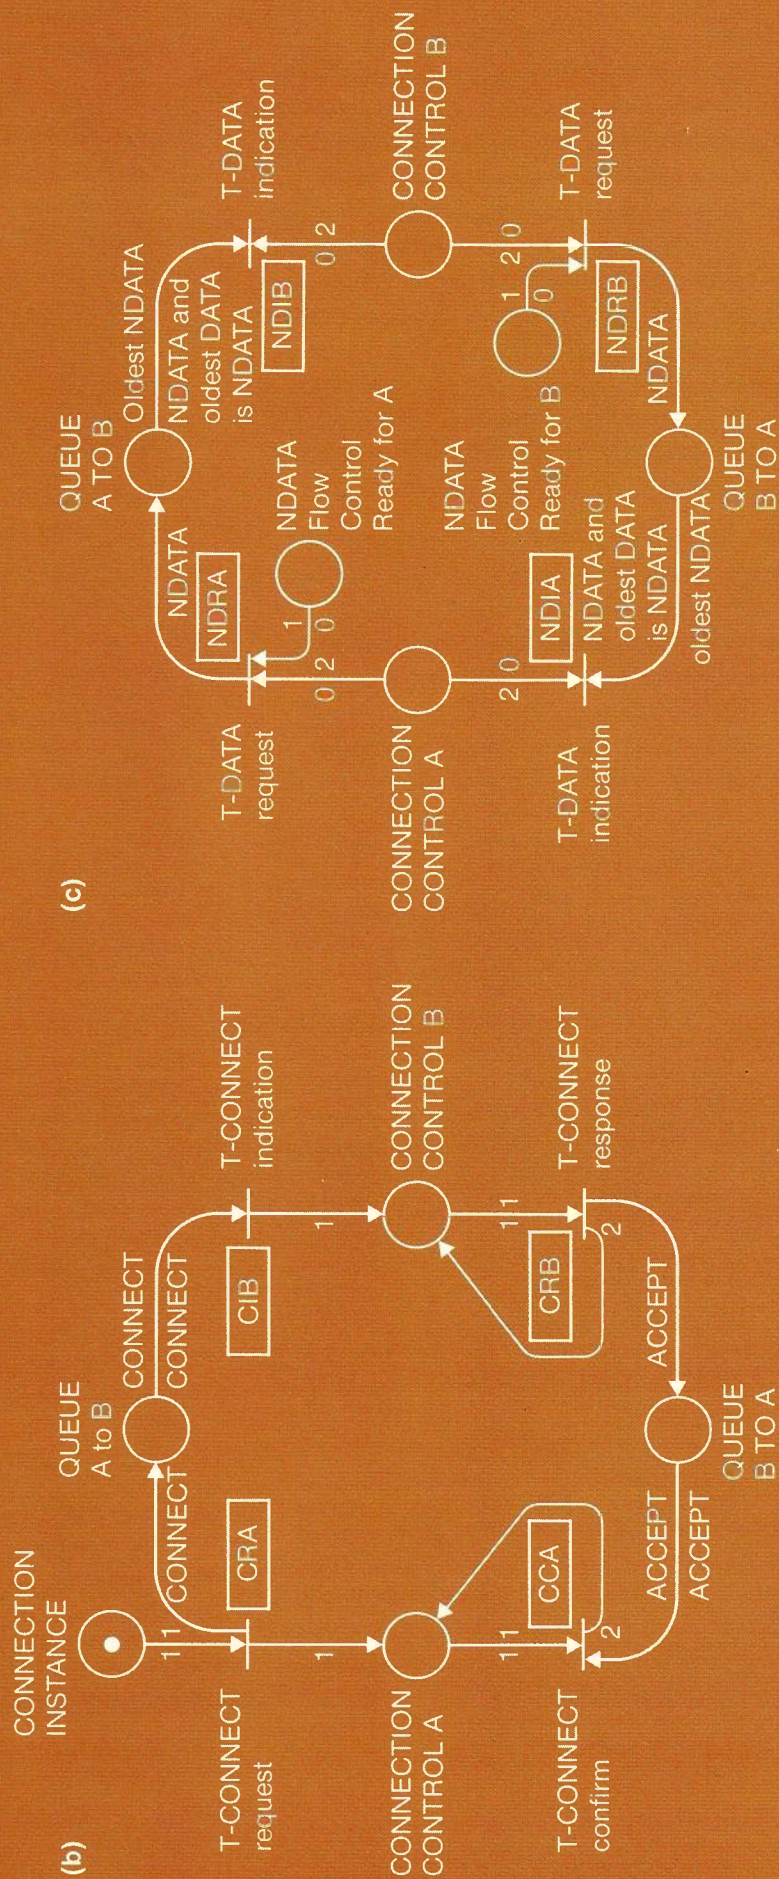 (b)
CONNECTION
INSTANCE
QUEUE
A to B
1 1
CONNECT
CONNECT
CONNECT
T-CONNECT
request
CRA
CIB
T-CONNECT
indication
1
1
CONNECTION
CONTROL A
CONNECTION
CONTROL B
1 1
1 1
T-CONNECT
confirm
CCA
2
CRB
2
T-CONNECT
response
ACCEPT
ACCEPT
ACCEPT
QUEUE
B TO A
(c)
QUEUE
A TO B
NDATA
Oldest NDATA
NDATA and
oldest DATA
is NDATA
T-DATA
request
NDRA
NDIB
T-DATA
indication
1
0
NDATA
Flow
Control
Ready for A
0 2
0 2
CONNECTION
CONTROL A
CONNECTION
CONTROL B
NDATA
Flow
Control
Ready for B
1
0
2 0
2 0
T-DATA
indication
NDIA
NDRB
T-DATA
request
NDATA and
oldest DATA
is NDATA
oldest NDATA
NDATA
QUEUE
B TO A